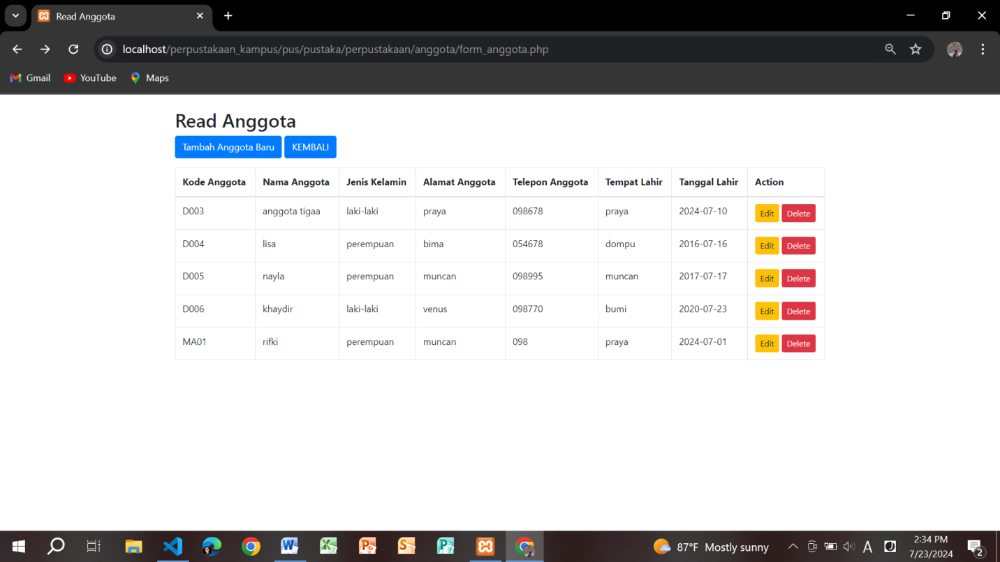 Read Anggota
localhost/perpustakaan_kampus/pus/pustaka/perpustakaan/anggota/form_anggota.php
Gmail YouTube Maps
Read Anggota
Tambah Anggota Baru KEMBALI
Kode Anggota Nama Anggota Jenis Kelamin Alamat Anggota Telepon Anggota Tempat Lahir Tanggal Lahir Action
D003 anggota tigaa laki-laki praya 098678 praya 2024-07-10 Edit Delete
D004 lisa perempuan bima 054678 dompu 2016-07-16 Edit Delete
D005 nayla perempuan muncan 098995 muncan 2017-07-17 Edit Delete
D006 khaydir laki-laki venus 098770 bumi 2020-07-23 Edit Delete
MA01 rifki perempuan muncan 098 praya 2024-07-01 Edit Delete
87°F Mostly sunny A 2:34 PM
7/23/2024 2